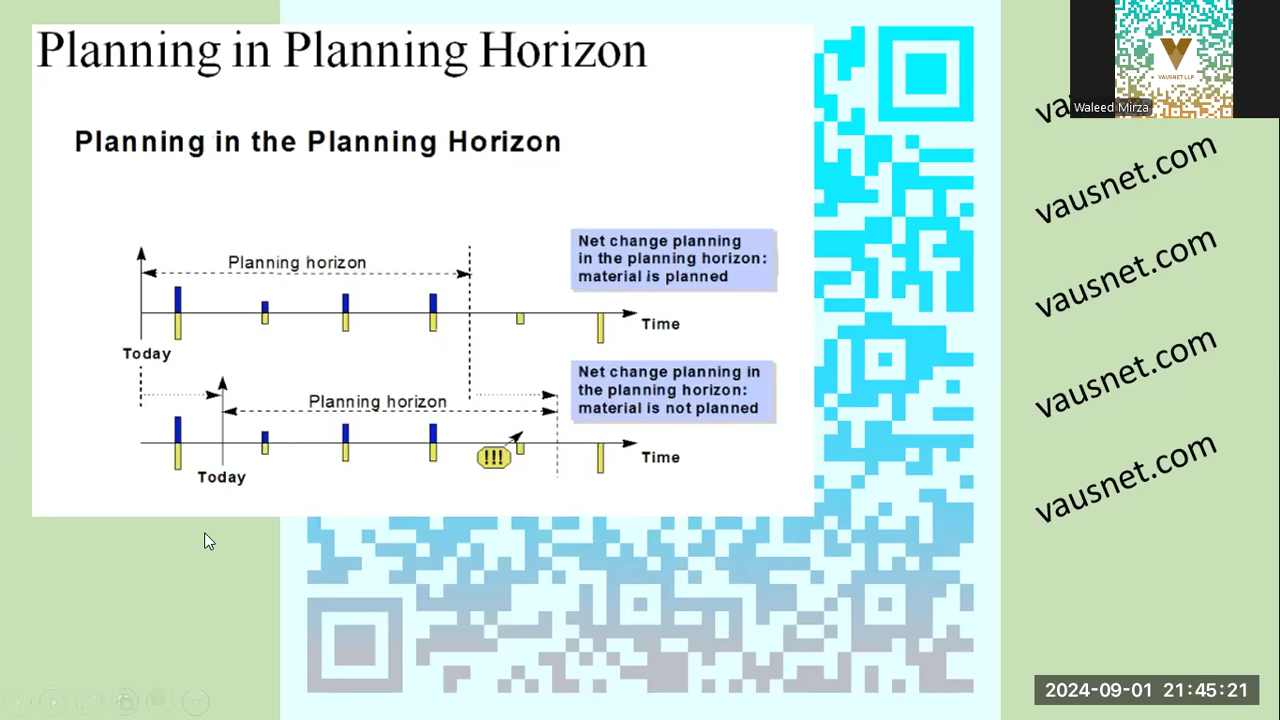 Planning in Planning Horizon
Planning in the Planning Horizon
Planning horizon
Net change planning
in the planning horizon:
material is planned
Time
Today
Planning horizon
Net change planning in
the planning horizon:
material is not planned
!!!
Time
Today
VAUSNET LLP
Waleed Mirza
vausnet.com
vausnet.com
vausnet.com
vausnet.com
2024-09-01 21:45:21